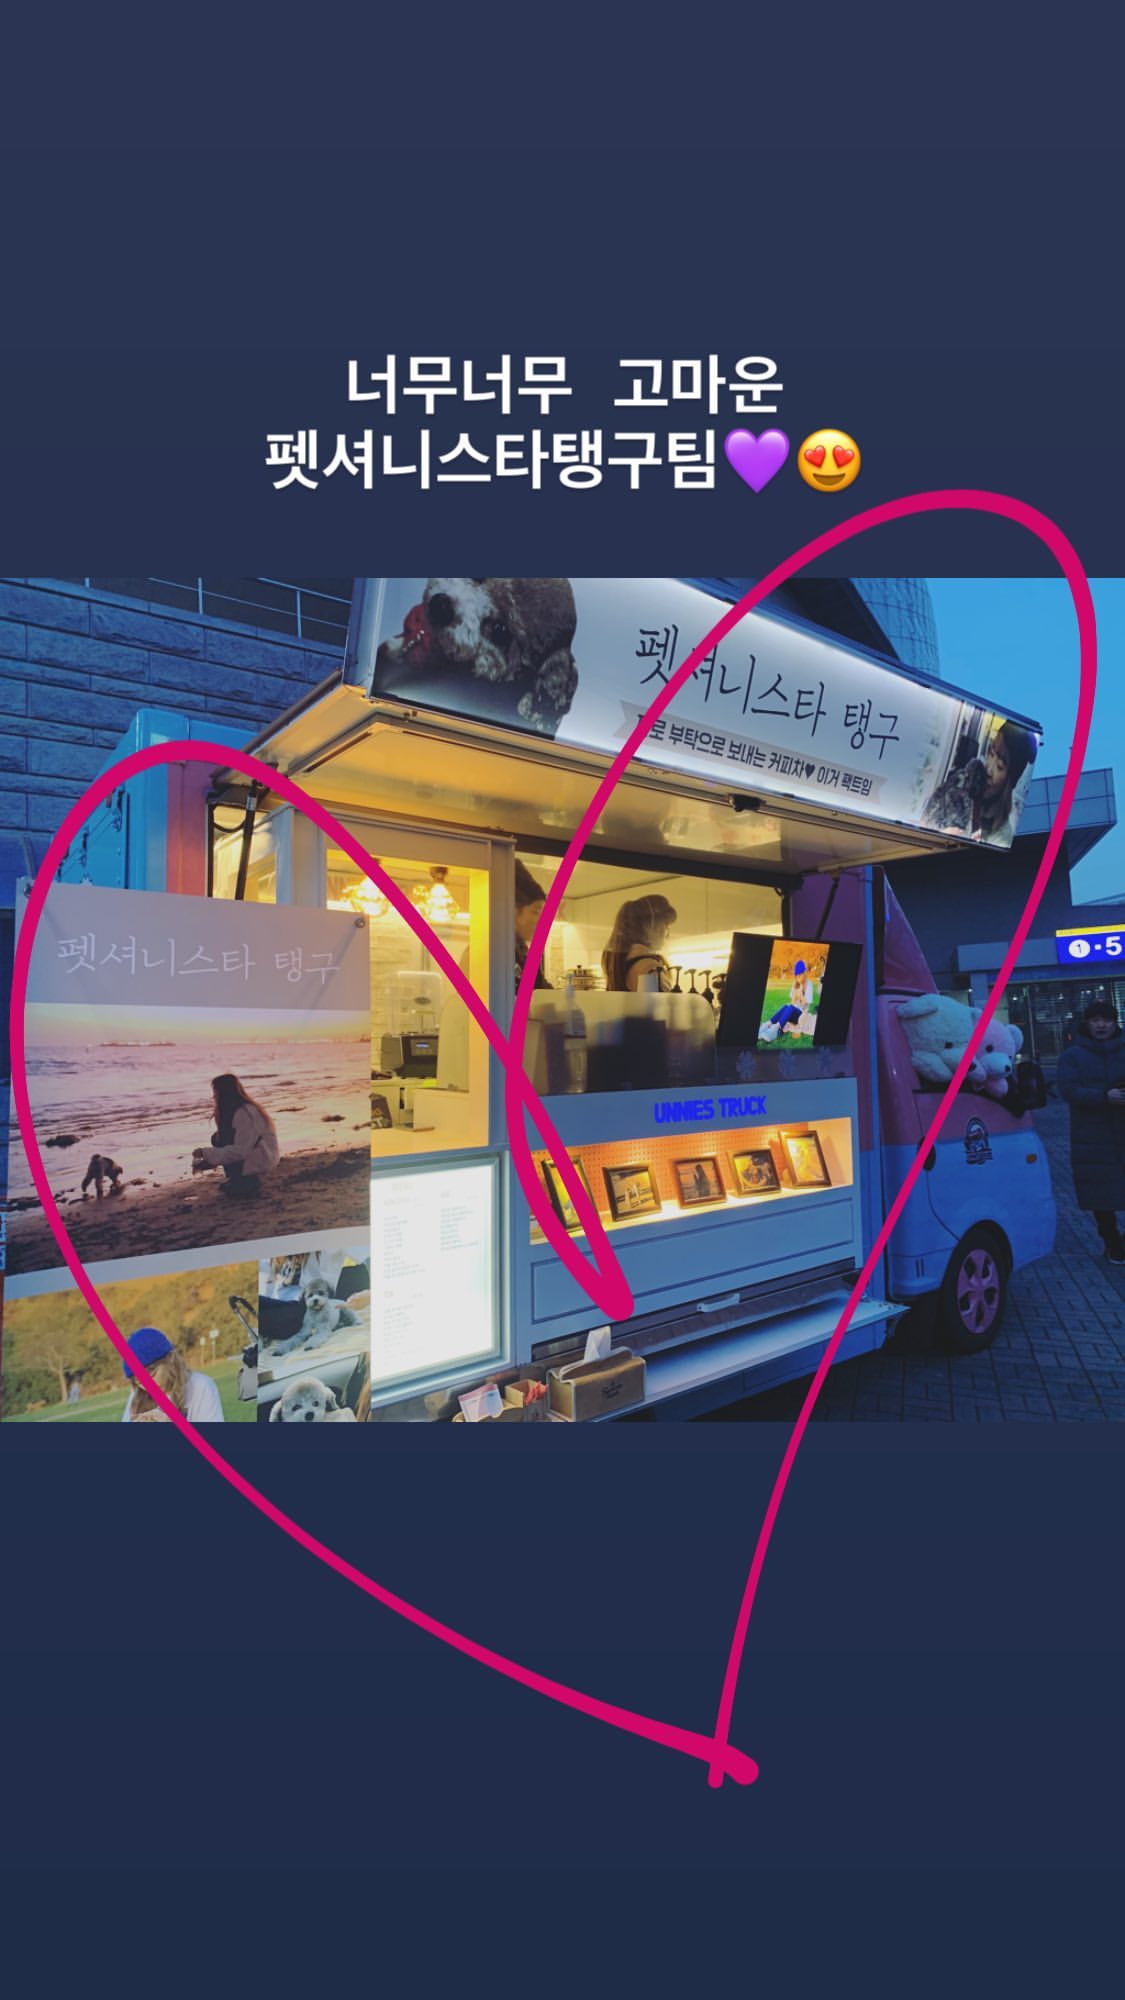 너무너무 고마운
펫셔니스타탱구팀💜😍
펫셔니스타 탱구
부탁으로 보내는 커피차♥ 이거 팩트임
펫셔니스타 탱구
1·5
UNNIES TRUCK